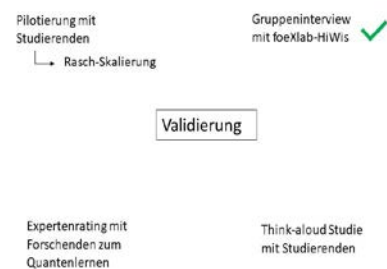 Pilotierung mit
Studierenden
Rasch-Skalierung
Gruppeninterview
mit foeXlab-HiWis
Validierung
Expertenrating mit
Forschenden zum
Quantenlernen
Think-aloud Studie
mit Studierenden